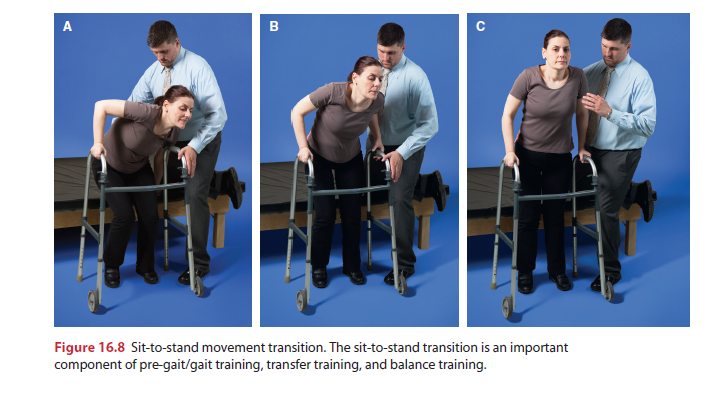 A
B
C
Figure 16.8 Sit-to-stand movement transition. The sit-to-stand transition is an important
component of pre-gait/gait training, transfer training, and balance training.